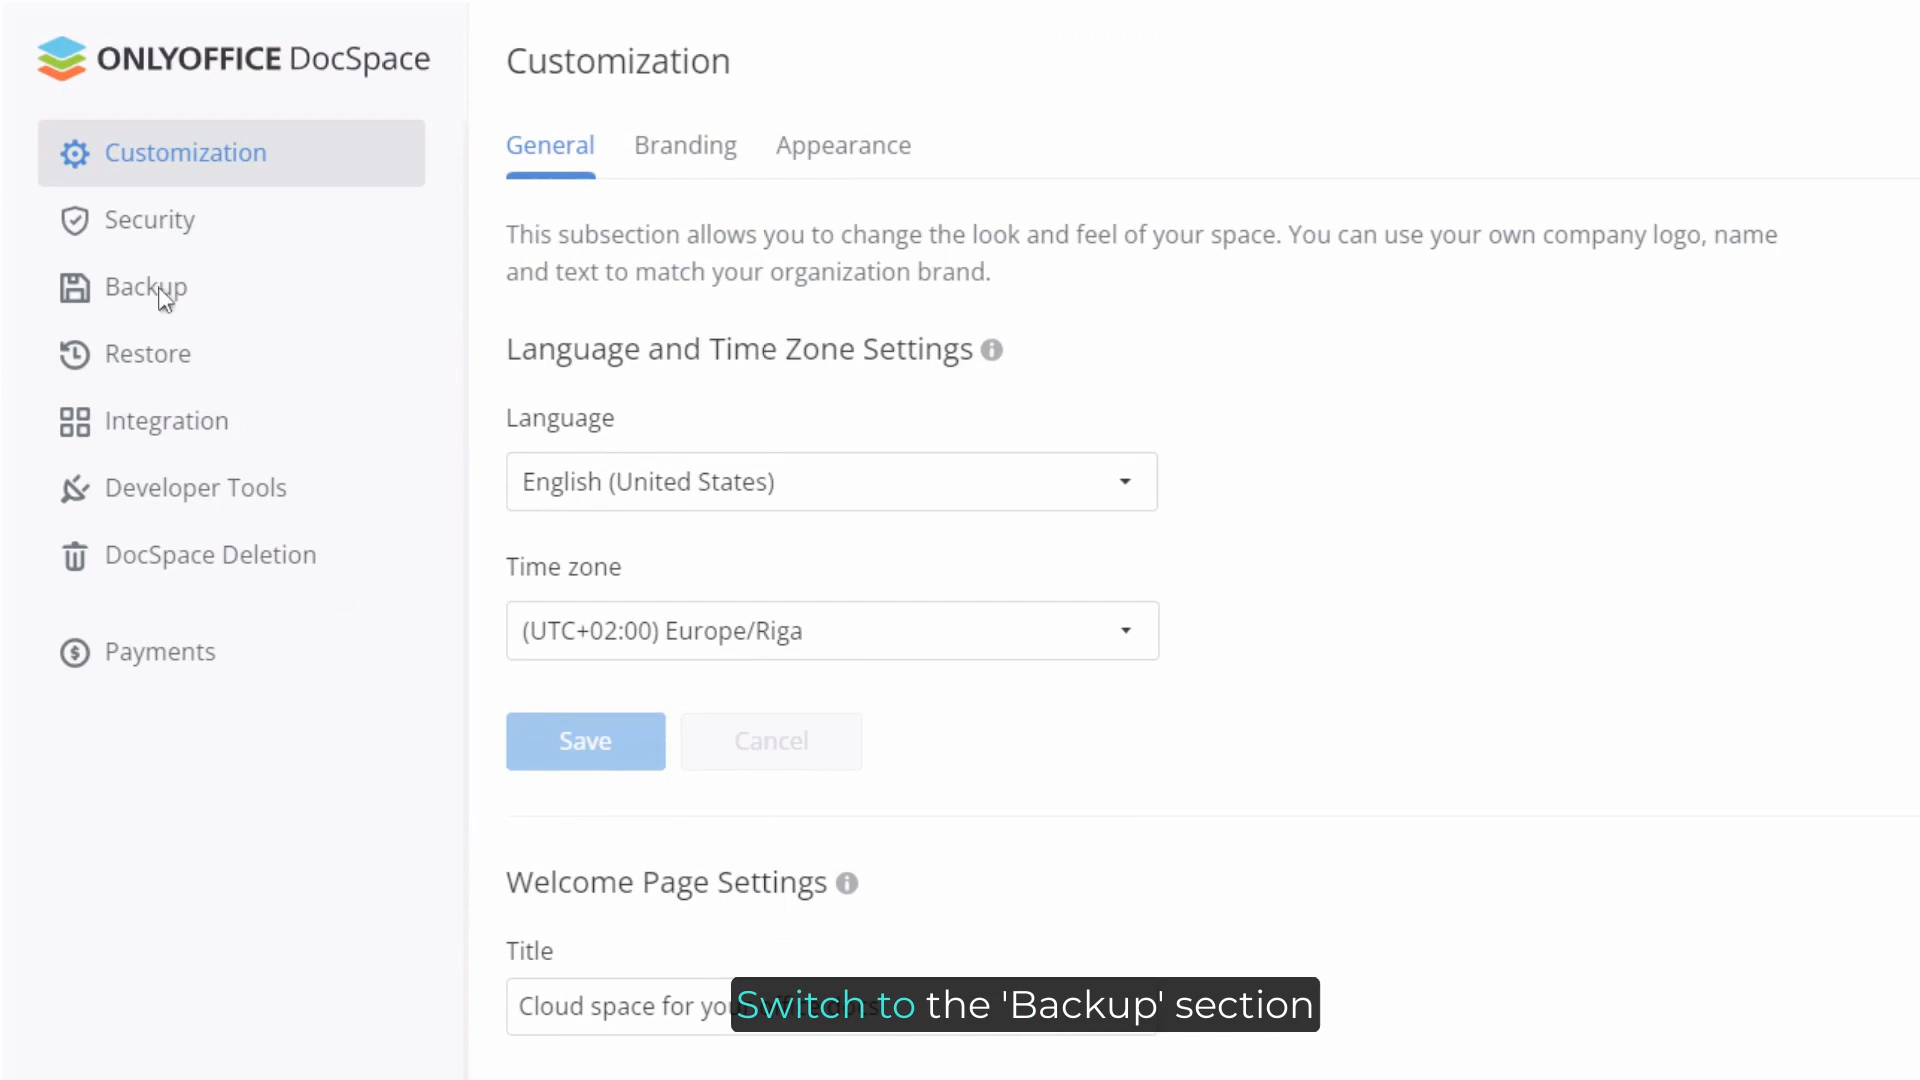 ONLYOFFICE DocSpace
Customization
Security
Backup
Restore
Integration
Developer Tools
DocSpace Deletion
Payments
Customization
General Branding Appearance
This subsection allows you to change the look and feel of your space. You can use your own company logo, name
and text to match your organization brand.
Language and Time Zone Settings
Language
English (United States)
Time zone
(UTC+02:00) Europe/Riga
Save Cancel
Welcome Page Settings
Title
Cloud space for
Switch to the 'Backup' section